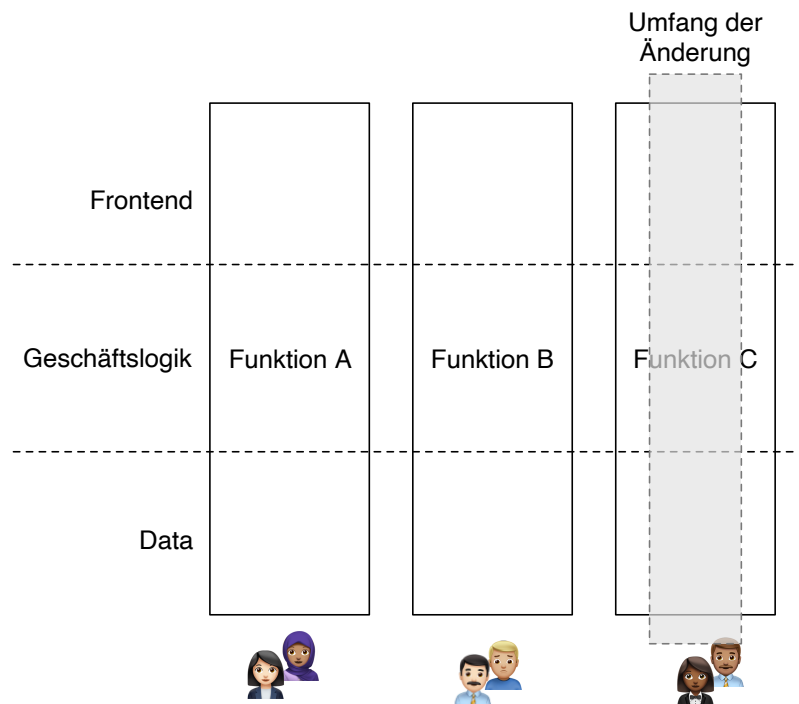 Umfang der
Änderung
Frontend
Geschäftslogik
Funktion A
Funktion B
Funktion C
Data